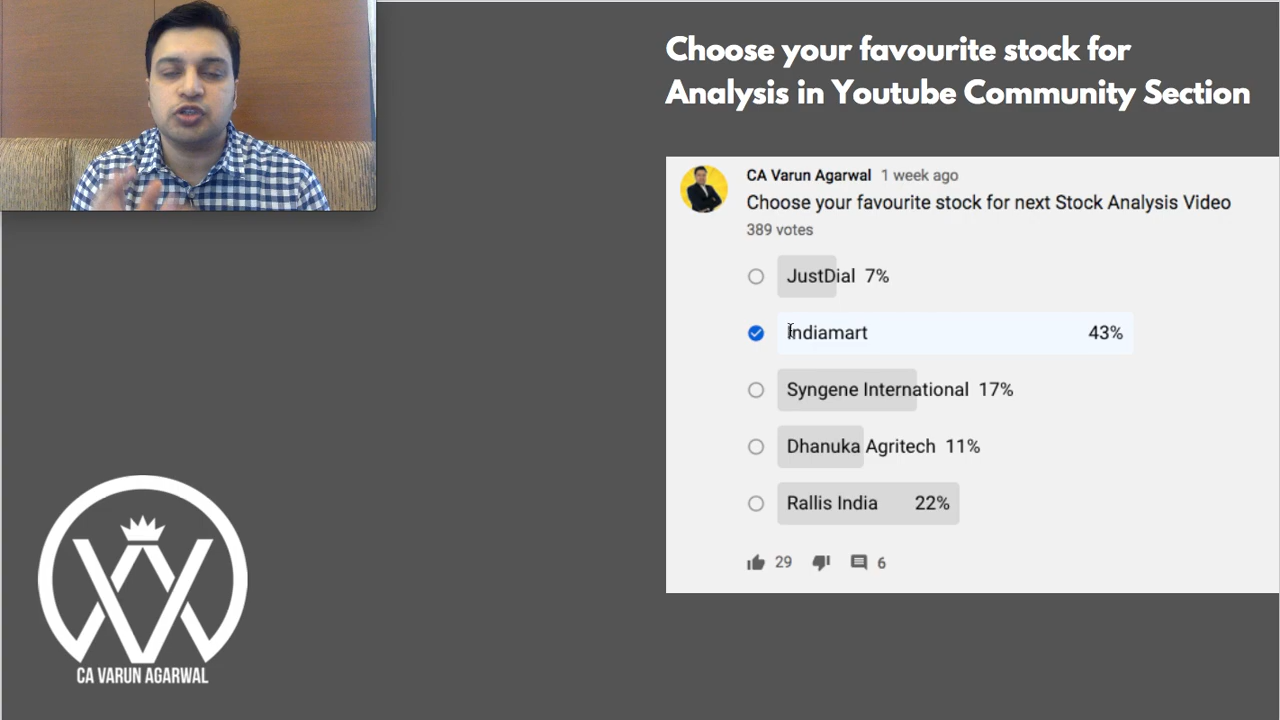 Choose your favourite stock for
Analysis in Youtube Community Section
CA Varun Agarwal 1 week ago
Choose your favourite stock for next Stock Analysis Video
389 votes
JustDial 7%
Indiamart 43%
Syngene International 17%
Dhanuka Agritech 11%
Rallis India 22%
29 6
CA VARUN AGARWAL